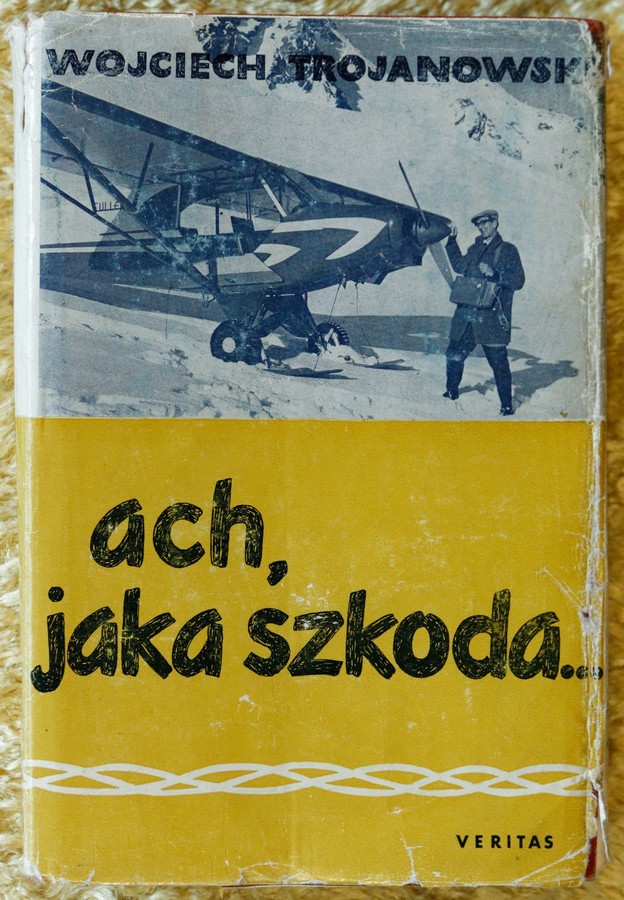 WOJCIECH TROJANOWSKI
ach,
jaka szkoda...
VERITAS